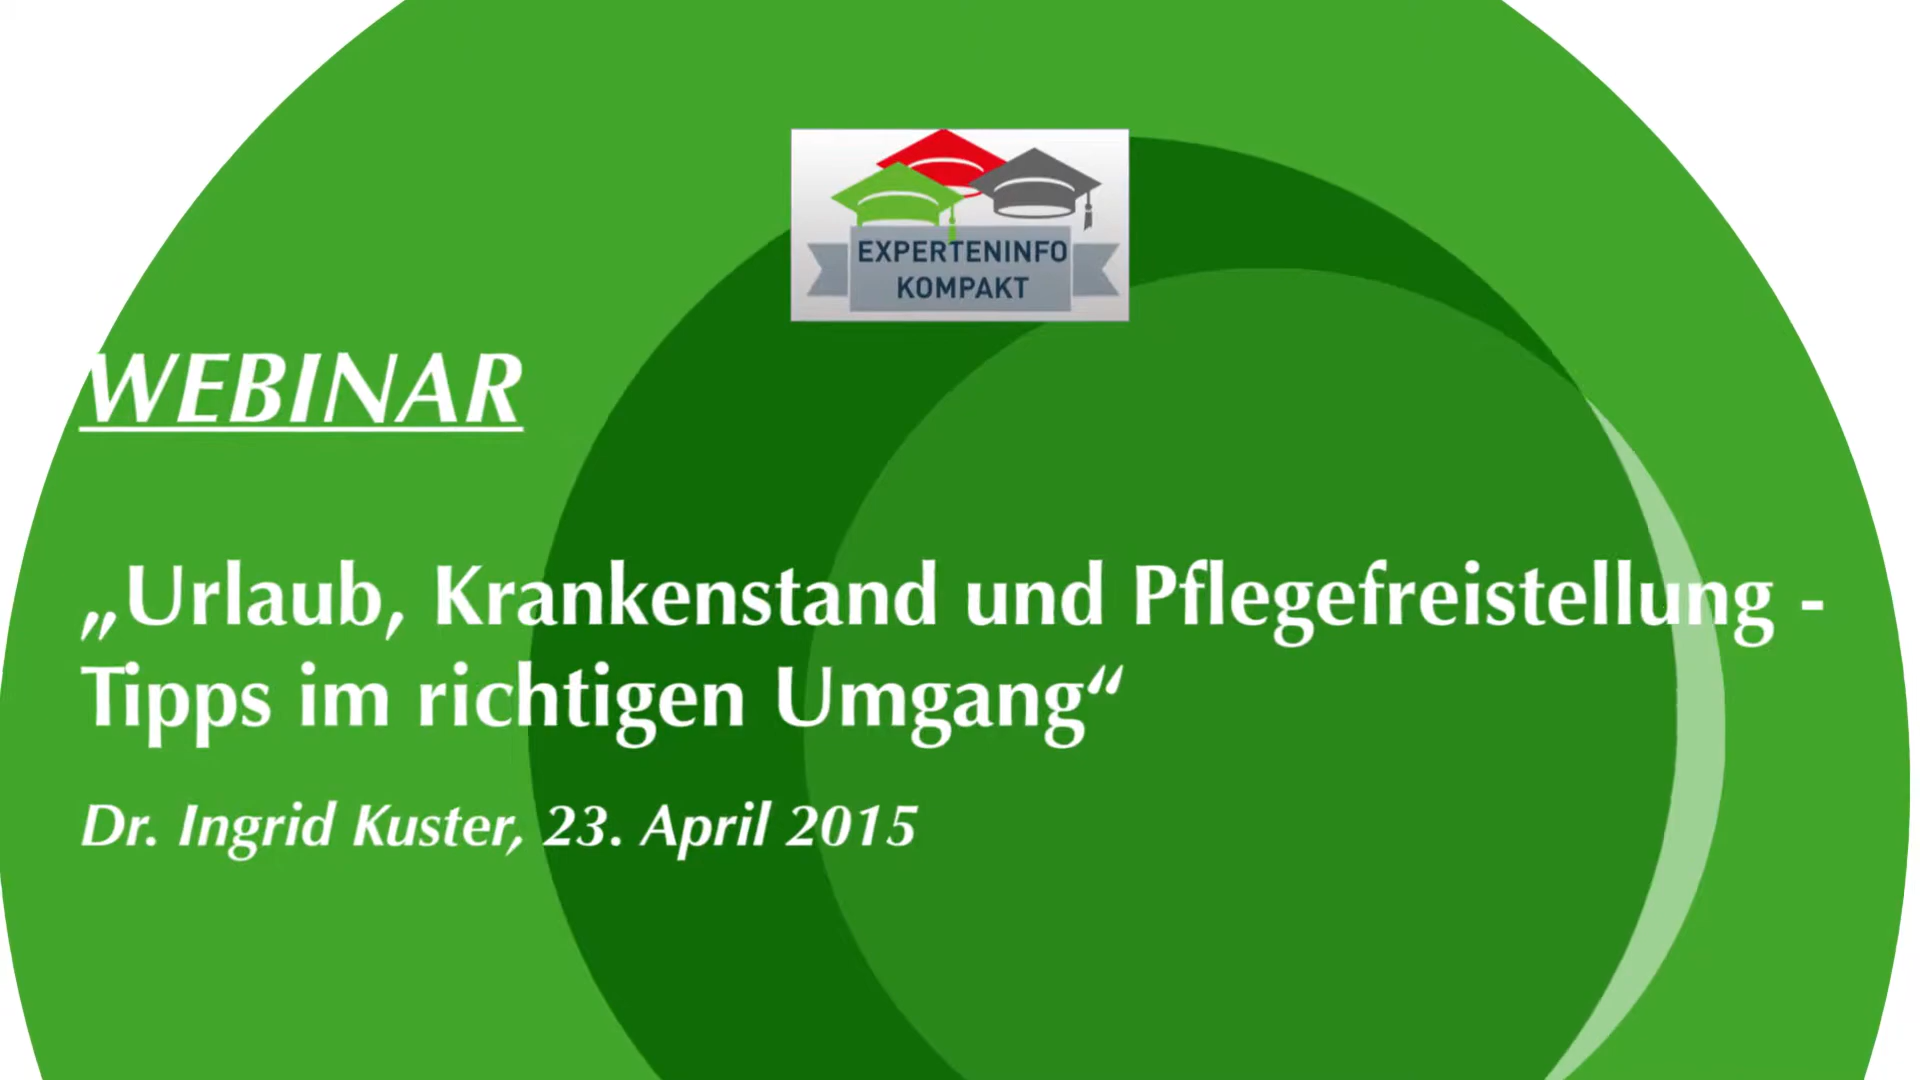 EXPERTENINFO
KOMPAKT
WEBINAR
„Urlaub, Krankenstand und Pflegefreistellung -
Tipps im richtigen Umgang“
Dr. Ingrid Kuster, 23. April 2015